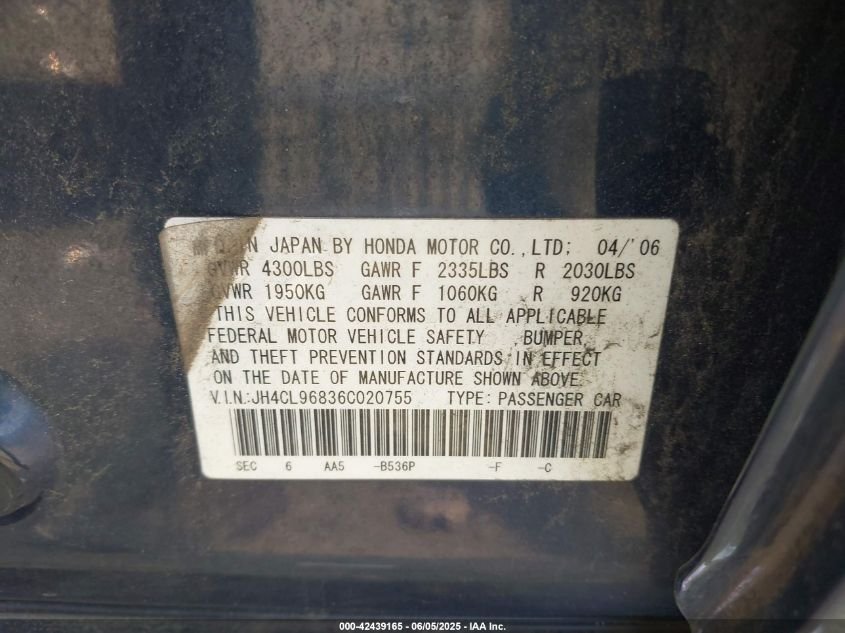 MFD. IN JAPAN BY HONDA MOTOR CO.,LTD; 04/'06
GVWR 4300LBS GAWR F 2335LBS R 2030LBS
GVWR 1950KG GAWR F 1060KG R 920KG
THIS VEHICLE CONFORMS TO ALL APPLICABLE
FEDERAL MOTOR VEHICLE SAFETY ,BUMPER,
AND THEFT PREVENTION STANDARDS IN EFFECT
ON THE DATE OF MANUFACTURE SHOWN ABOVE.
V.I.N:JH4CL96836C020755 TYPE: PASSENGER CAR
SEC 6 AA5 -B536P -F -C
000-42439165 - 06/05/2025 - IAA Inc.